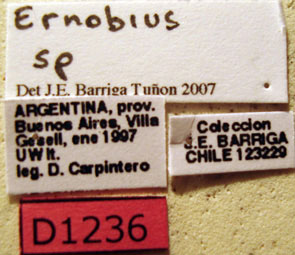 Ernobius
sp
Det J.E. Barriga Tuñon 2007
ARGENTINA, prov.
Buenos Aires, Villa
Gesell, ene 1997
UW lt.
leg. D. Carpintero
Coleccion
J.E. BARRIGA
CHILE 123229
D1236